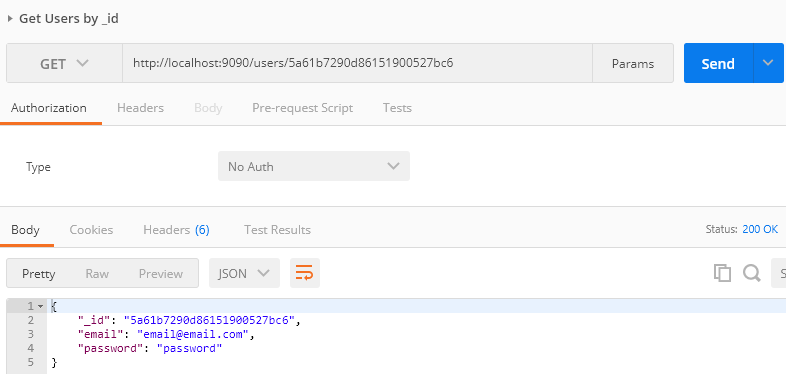 Get Users by _id
GET http://localhost:9090/users/5a61b7290d86151900527bc6 Params Send
Authorization Headers Body Pre-request Script Tests
Type No Auth
Body Cookies Headers (6) Test Results Status: 200 OK
Pretty Raw Preview JSON S
1 {
2 "_id": "5a61b7290d86151900527bc6",
3 "email": "email@email.com",
4 "password": "password"
5 }